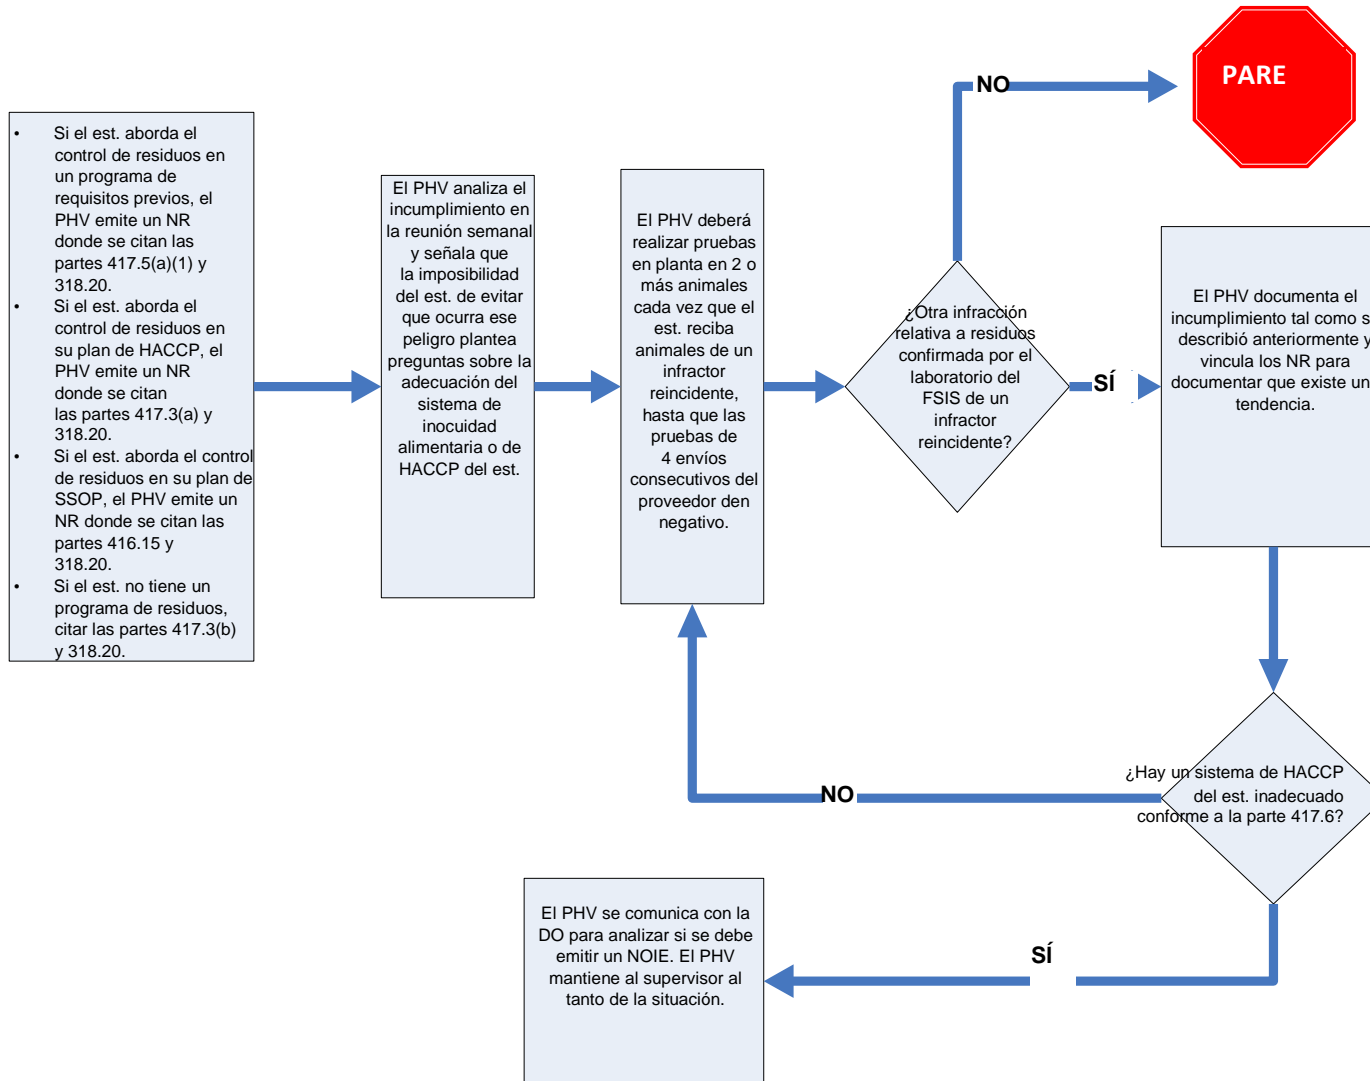 • Si el est. aborda el
control de residuos en
un programa de
requisitos previos, el
PHV emite un NR
donde se citan las
partes 417.5(a)(1) y
318.20.
• Si el est. aborda el
control de residuos en
su plan de HACCP, el
PHV emite un NR
donde se citan
las partes 417.3(a) y
318.20.
• Si el est. aborda el control
de residuos en su plan de
SSOP, el PHV emite un
NR donde se citan las
partes 416.15 y
318.20.
• Si el est. no tiene un
programa de residuos,
citar las partes 417.3(b)
y 318.20.
El PHV analiza el
incumplimiento en
la reunión semanal
y señala que
la imposibilidad
del est. de evitar
que ocurra ese
peligro plantea
preguntas sobre la
adecuación del
sistema de
inocuidad
alimentaria o de
HACCP del est.
El PHV deberá
realizar pruebas
en planta en 2 o
más animales
cada vez que el
est. reciba
animales de un
infractor
reincidente,
hasta que las
pruebas de
4 envíos
consecutivos del
proveedor den
negativo.
¿Otra infracción
relativa a residuos
confirmada por el
laboratorio del
FSIS de un
infractor
reincidente?
NO
PARE
SÍ
El PHV documenta el
incumplimiento tal como s
describió anteriormente y
vincula los NR para
documentar que existe un
tendencia.
¿Hay un sistema de HACCP
del est. inadecuado
conforme a la parte 417.6?
NO
SÍ
El PHV se comunica con la
DO para analizar si se debe
emitir un NOIE. El PHV
mantiene al supervisor al
tanto de la situación.